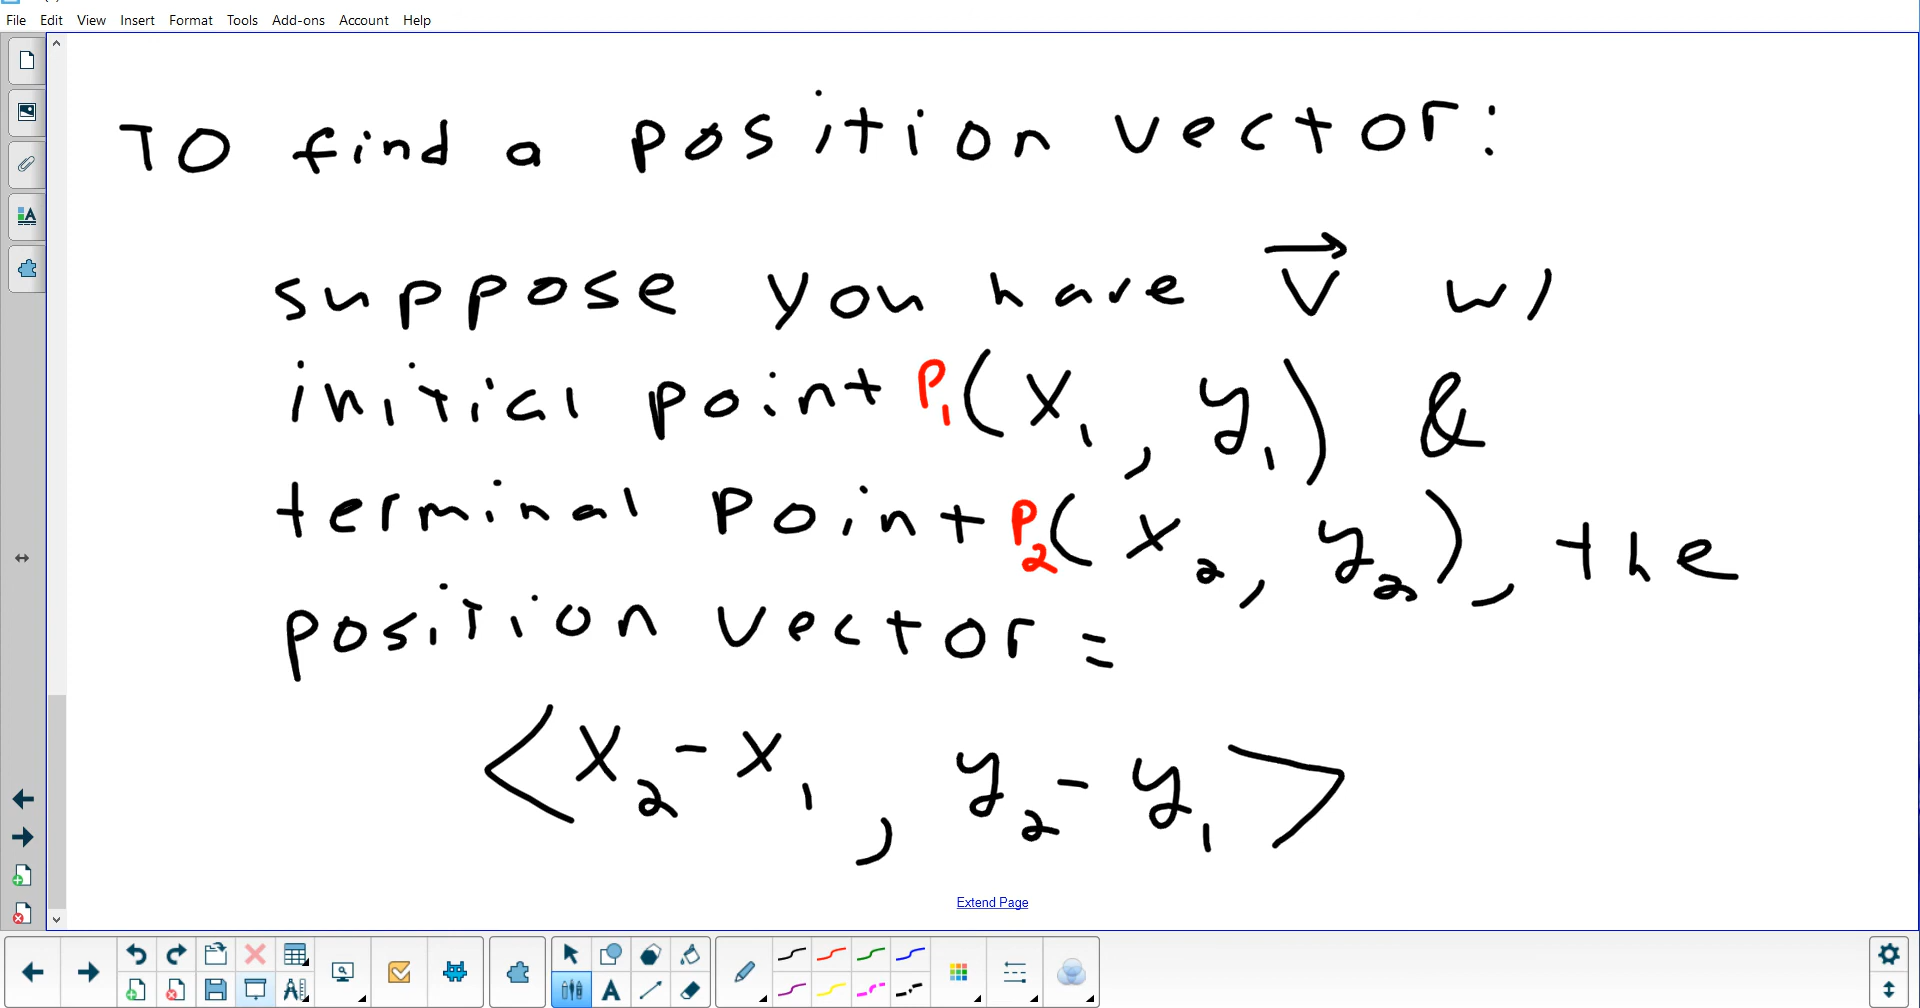 File Edit View Insert Format Tools Add-ons Account Help
To find a position vector:
suppose you have V w/
initial point P1(x1, y1) &
terminal point P2(x2, y2), the
position vector =
<x2-x1, y2-y1>
Extend Page